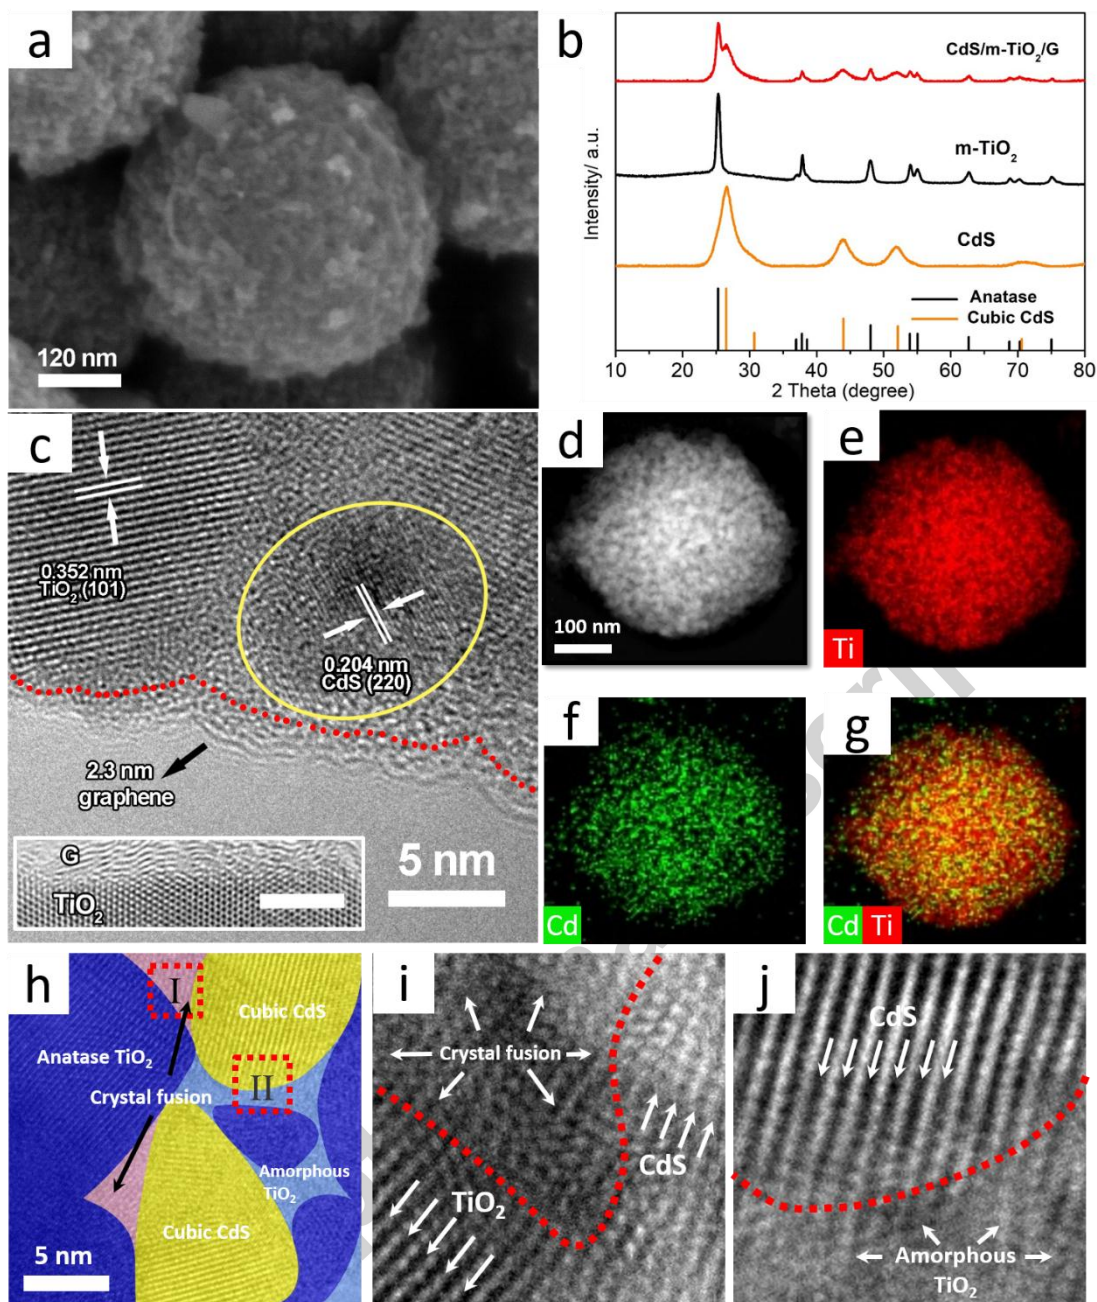 a
120 nm
b
CdS/m-TiO₂/G
m-TiO₂
CdS
Anatase
Cubic CdS
Intensity/ a.u.
10 20 30 40 50 60 70 80
2 Theta (degree)
c
0.352 nm
TiO₂ (101)
0.204 nm
CdS (220)
2.3 nm
graphene
G
TiO₂
5 nm
d
100 nm
e
Ti
f
Cd
g
Cd Ti
h
I
Cubic CdS
Anatase TiO₂
II
Crystal fusion
Amorphous
TiO₂
Cubic CdS
5 nm
i
Crystal fusion
CdS
TiO₂
j
CdS
Amorphous
TiO₂